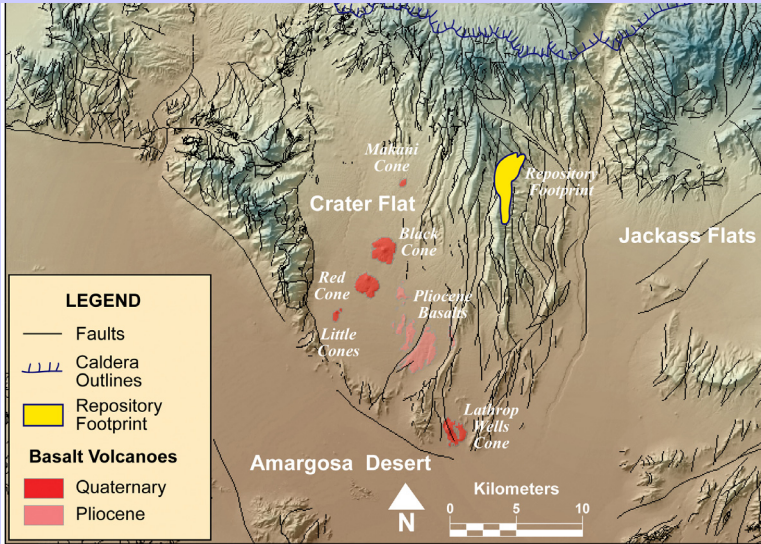 Makani
Cone
Repository
Footprint
Crater Flat
Jackass Flats
Black
Cone
Red
Cone
Pliocene
Basalts
Little
Cones
Lathrop
Wells
Cone
Amargosa Desert
LEGEND
Faults
Caldera
Outlines
Repository
Footprint
Basalt Volcanoes
Quaternary
Pliocene
N
Kilometers
0 5 10